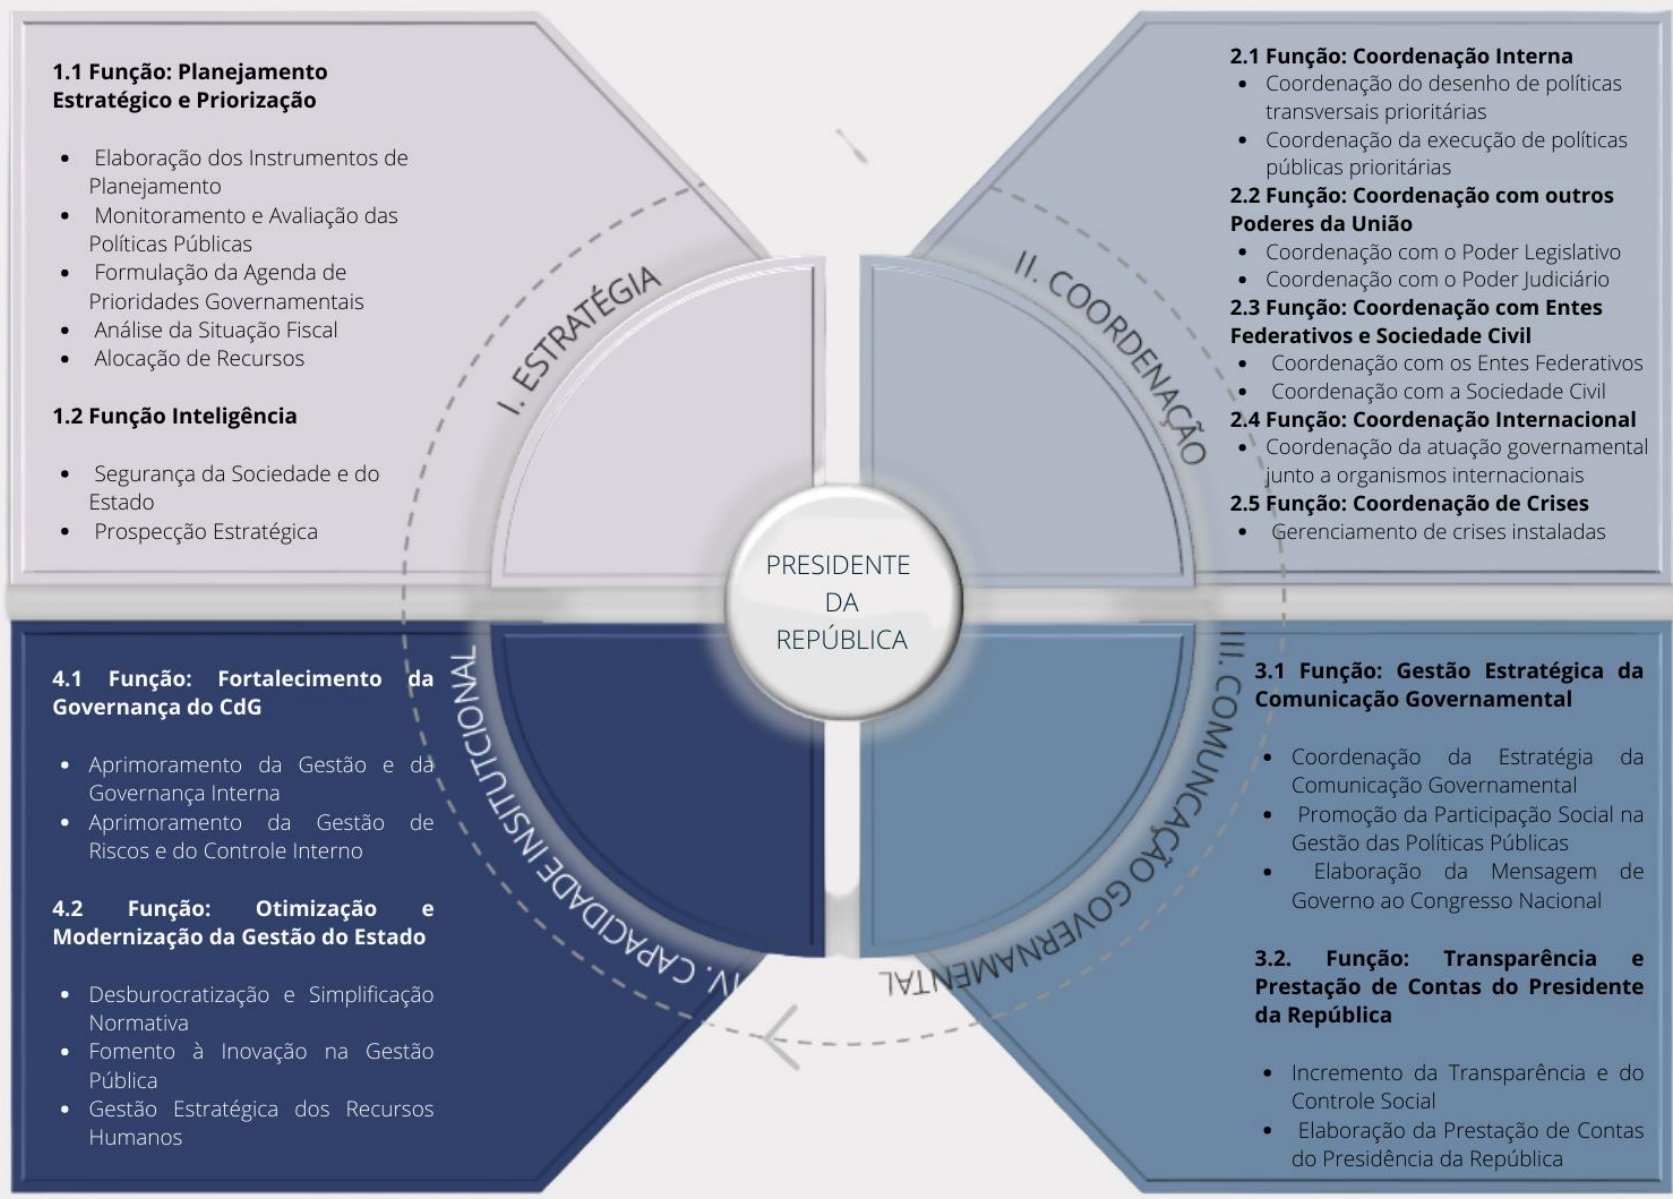 1.1 Função: Planejamento
Estratégico e Priorização
• Elaboração dos Instrumentos de
Planejamento
• Monitoramento e Avaliação das
Políticas Públicas
• Formulação da Agenda de
Prioridades Governamentais
• Análise da Situação Fiscal
• Alocação de Recursos
1.2 Função Inteligência
• Segurança da Sociedade e do
Estado
• Prospecção Estratégica
I. ESTRATÉGIA
2.1 Função: Coordenação Interna
• Coordenação do desenho de políticas
transversais prioritárias
• Coordenação da execução de políticas
públicas prioritárias
2.2 Função: Coordenação com outros
Poderes da União
• Coordenação com o Poder Legislativo
• Coordenação com o Poder Judiciário
2.3 Função: Coordenação com Entes
Federativos e Sociedade Civil
• Coordenação com os Entes Federativos
• Coordenação com a Sociedade Civil
2.4 Função: Coordenação Internacional
• Coordenação da atuação governamental
junto a organismos internacionais
2.5 Função: Coordenação de Crises
• Gerenciamento de crises instaladas
II. COORDENAÇÃO
PRESIDENTE
DA
REPÚBLICA
4.1 Função: Fortalecimento da
Governança do CdG
• Aprimoramento da Gestão e da
Governança Interna
• Aprimoramento da Gestão de
Riscos e do Controle Interno
4.2 Função: Otimização e
Modernização da Gestão do Estado
• Desburocratização e Simplificação
Normativa
• Fomento à Inovação na Gestão
Pública
• Gestão Estratégica dos Recursos
Humanos
IV. CAPACIDADE INSITUTCIONAL
III. COMUNCAÇÃO GOVERNAMENTAL
3.1 Função: Gestão Estratégica da
Comunicação Governamental
• Coordenação da Estratégia da
Comunicação Governamental
• Promoção da Participação Social na
Gestão das Políticas Públicas
• Elaboração da Mensagem de
Governo ao Congresso Nacional
3.2. Função: Transparência e
Prestação de Contas do Presidente
da República
• Incremento da Transparência e do
Controle Social
• Elaboração da Prestação de Contas
do Presidência da República